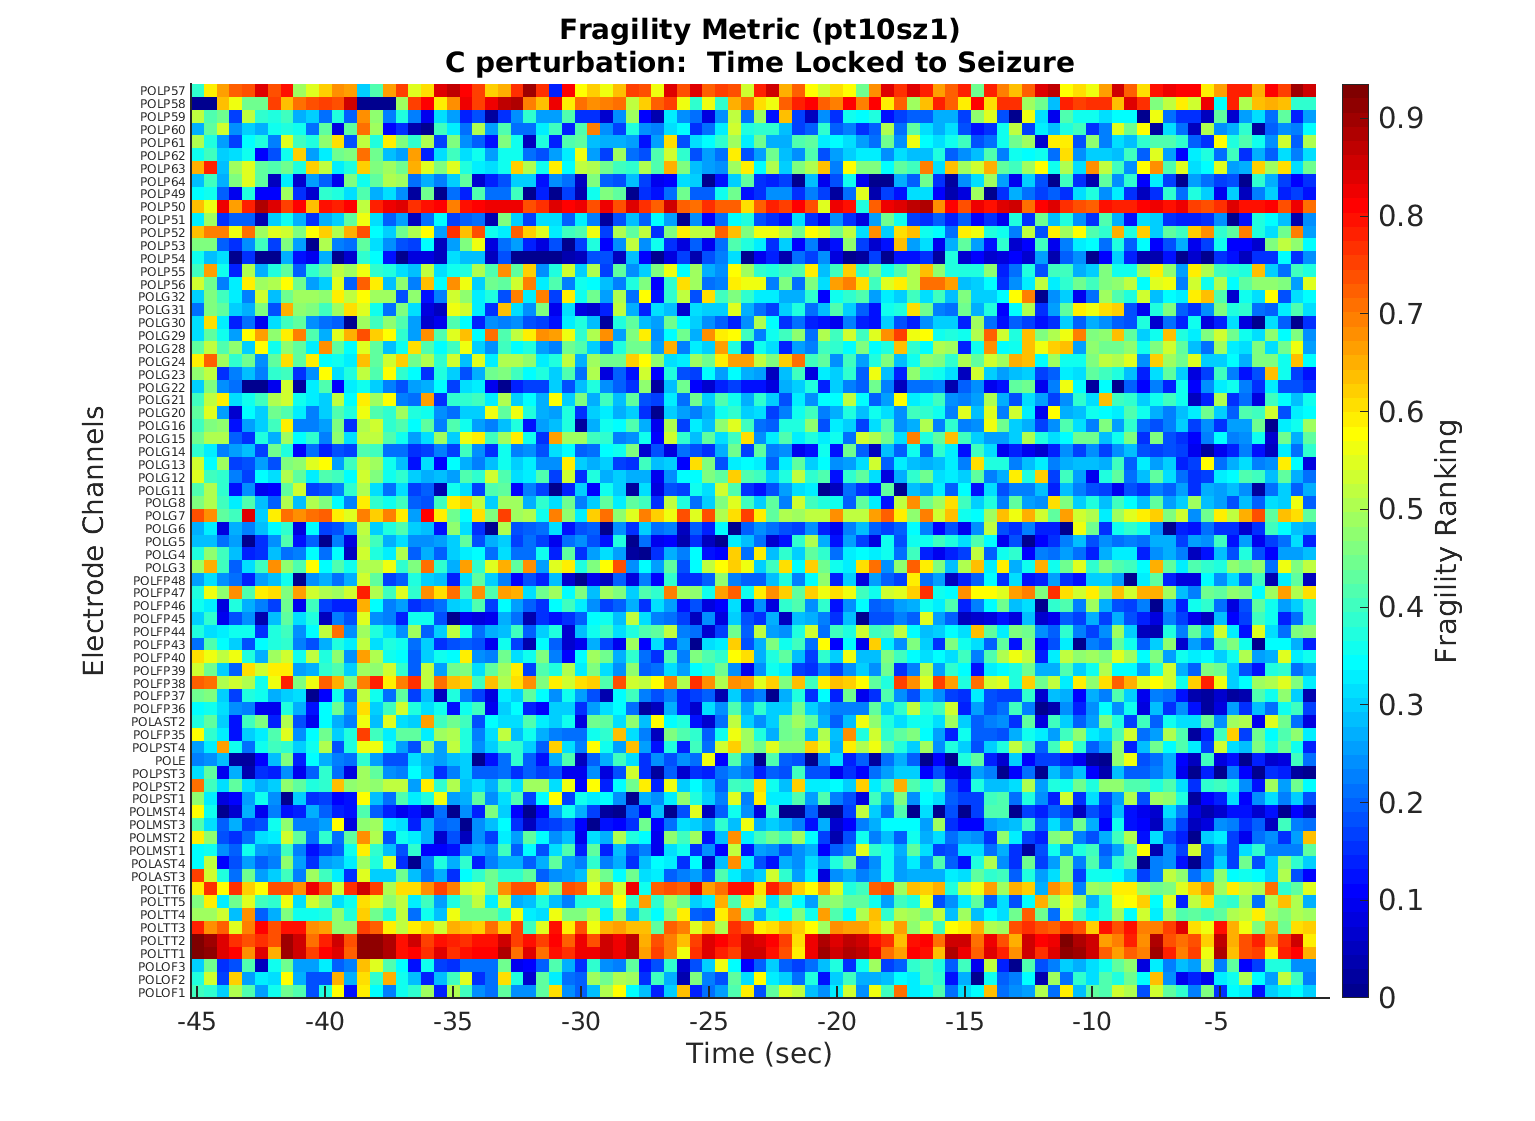 Fragility Metric (pt10sz1)
C perturbation:  Time Locked to Seizure
POLP57
POLP58
POLP59
POLP60
POLP61
POLP62
POLP63
POLP64
POLP49
POLP50
POLP51
POLP52
POLP53
POLP54
POLP55
POLP56
POLG32
POLG31
POLG30
POLG29
POLG28
POLG24
POLG23
POLG22
POLG21
POLG20
POLG16
POLG15
POLG14
POLG13
POLG12
POLG11
POLG8
POLG7
POLG6
POLG5
POLG4
POLG3
POLFP48
POLFP47
POLFP46
POLFP45
POLFP44
POLFP43
POLFP40
POLFP39
POLFP38
POLFP37
POLFP36
POLAST2
POLFP35
POLPST4
POLE
POLPST3
POLPST2
POLPST1
POLMST4
POLMST3
POLMST2
POLMST1
POLAST4
POLAST3
POLTT6
POLTT5
POLTT4
POLTT3
POLTT2
POLTT1
POLOF3
POLOF2
POLOF1
Electrode Channels
-45 -40 -35 -30 -25 -20 -15 -10 -5
Time (sec)
0.9
0.8
0.7
0.6
0.5
0.4
0.3
0.2
0.1
0
Fragility Ranking